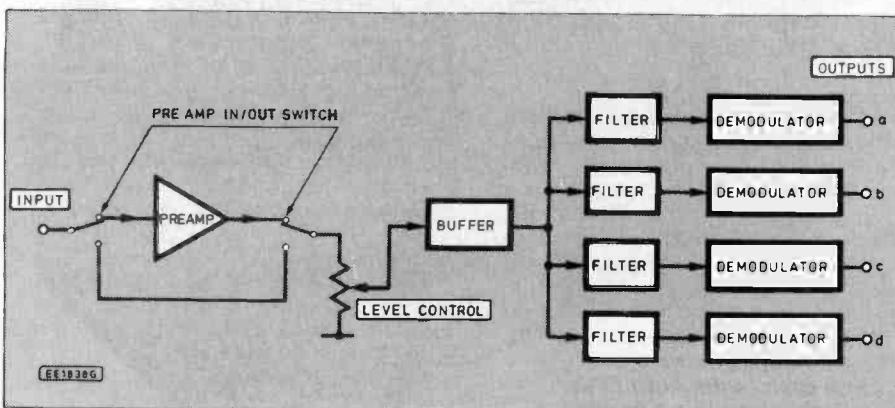 OUTPUTS
PRE AMP IN/OUT SWITCH
FILTER
DEMODULATOR
a
INPUT
PREAMP
FILTER
DEMODULATOR
b
BUFFER
FILTER
DEMODULATOR
c
LEVEL CONTROL
FILTER
DEMODULATOR
d
EE1838G